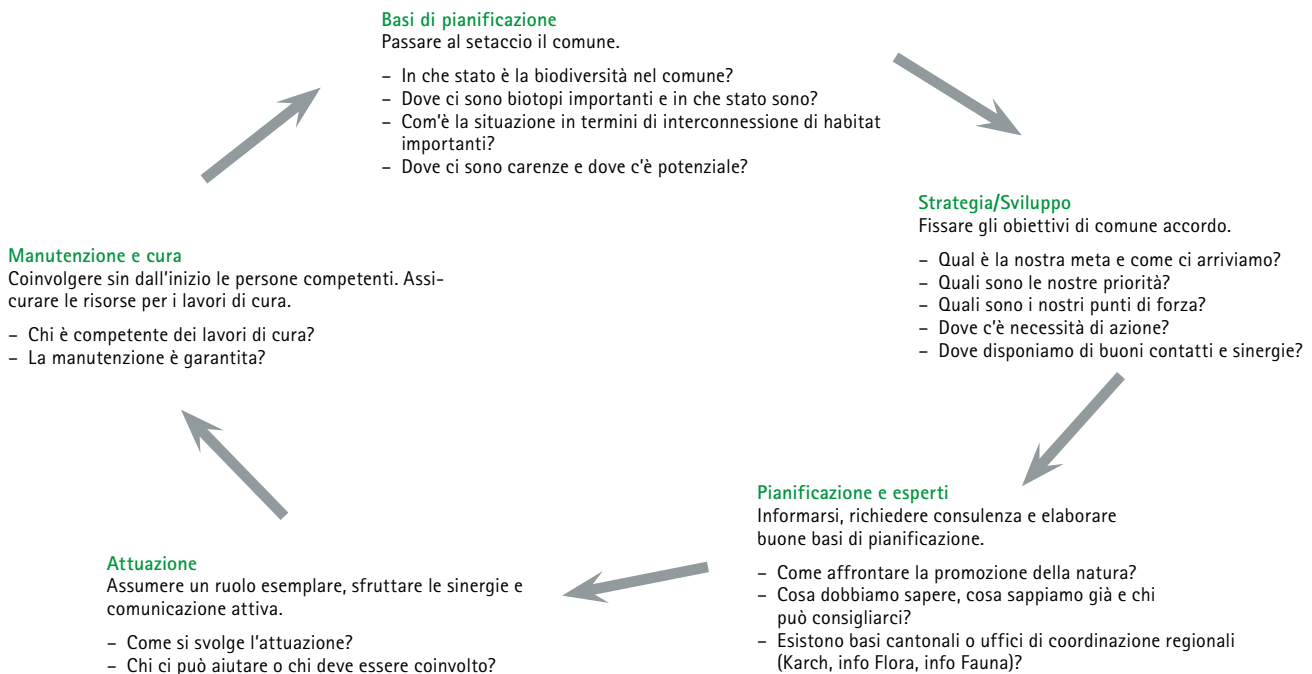 Basi di pianificazione
Passare al setaccio il comune.
– In che stato è la biodiversità nel comune?
– Dove ci sono biotopi importanti e in che stato sono?
– Com'è la situazione in termini di interconnessione di habitat
importanti?
– Dove ci sono carenze e dove c'è potenziale?
Strategia/Sviluppo
Fissare gli obiettivi di comune accordo.
– Qual è la nostra meta e come ci arriviamo?
– Quali sono le nostre priorità?
– Quali sono i nostri punti di forza?
– Dove c'è necessità di azione?
– Dove disponiamo di buoni contatti e sinergie?
Pianificazione e esperti
Informarsi, richiedere consulenza e elaborare
buone basi di pianificazione.
– Come affrontare la promozione della natura?
– Cosa dobbiamo sapere, cosa sappiamo già e chi
può consigliarci?
– Esistono basi cantonali o uffici di coordinazione regionali
(Karch, info Flora, info Fauna)?
Attuazione
Assumere un ruolo esemplare, sfruttare le sinergie e
comunicazione attiva.
– Come si svolge l'attuazione?
– Chi ci può aiutare o chi deve essere coinvolto?
Manutenzione e cura
Coinvolgere sin dall'inizio le persone competenti. Assi-
curare le risorse per i lavori di cura.
– Chi è competente dei lavori di cura?
– La manutenzione è garantita?